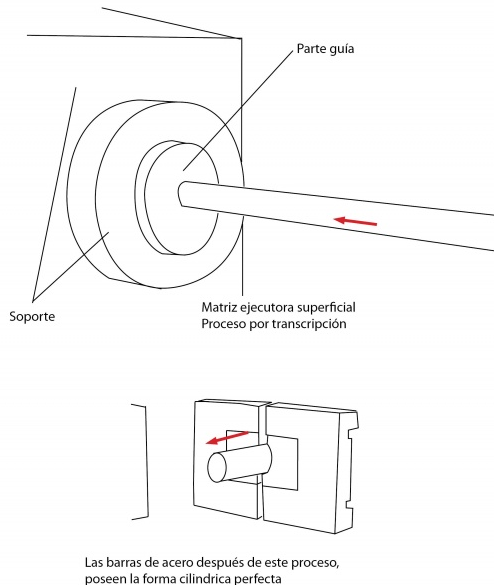 Parte guía
Soporte
Matriz ejecutora superficial
Proceso por transcripción
Las barras de acero después de este proceso,
poseen la forma cilindrica perfecta